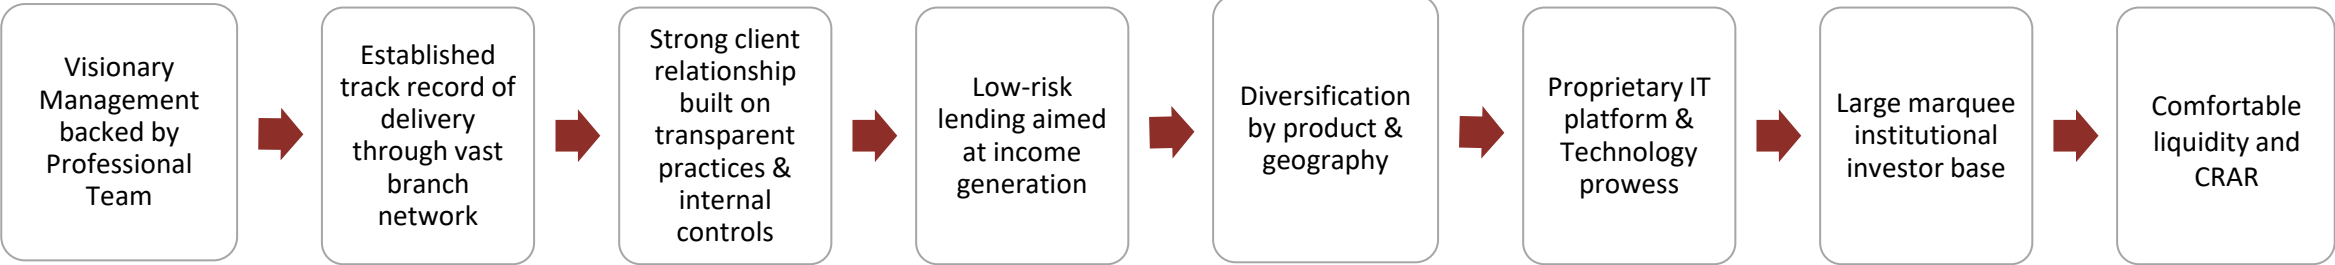 Visionary
Management
backed by
Professional
Team
Established
track record of
delivery
through vast
branch
network
Strong client
relationship
built on
transparent
practices &
internal
controls
Low-risk
lending aimed
at income
generation
Diversification
by product &
geography
Proprietary IT
platform &
Technology
prowess
Large marquee
institutional
investor base
Comfortable
liquidity and
CRAR